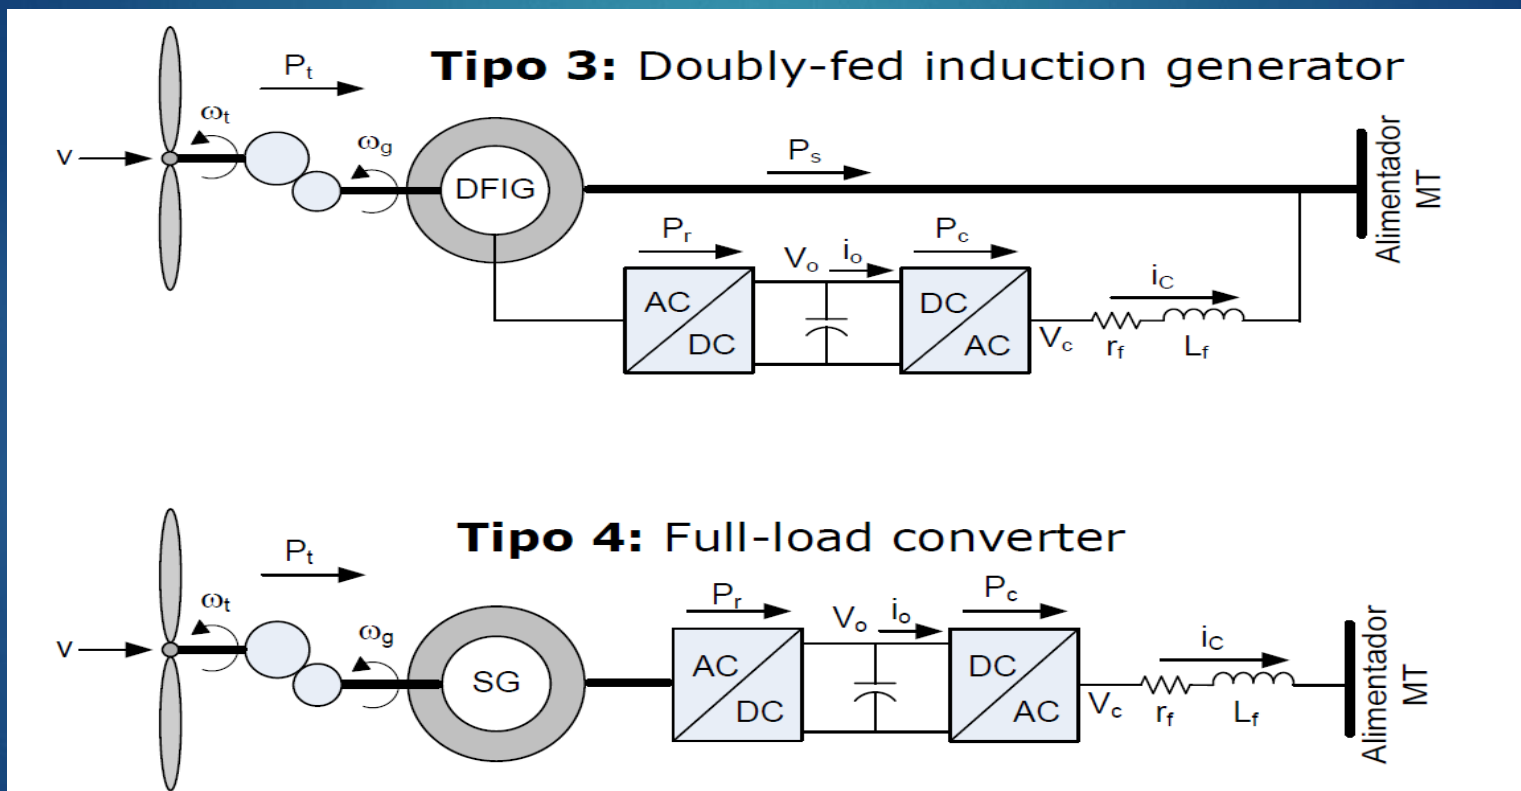 Tipo 3: Doubly-fed induction generator
Pt
ωt
v
ωg
DFIG
Ps
Alimentador
MT
Pr
Vo
io
Pc
AC
DC
DC
AC
Vc
rf
Lf
iC
Tipo 4: Full-load converter
Pt
ωt
v
ωg
SG
Pr
Vo
io
Pc
AC
DC
DC
AC
Vc
rf
Lf
iC
Alimentador
MT